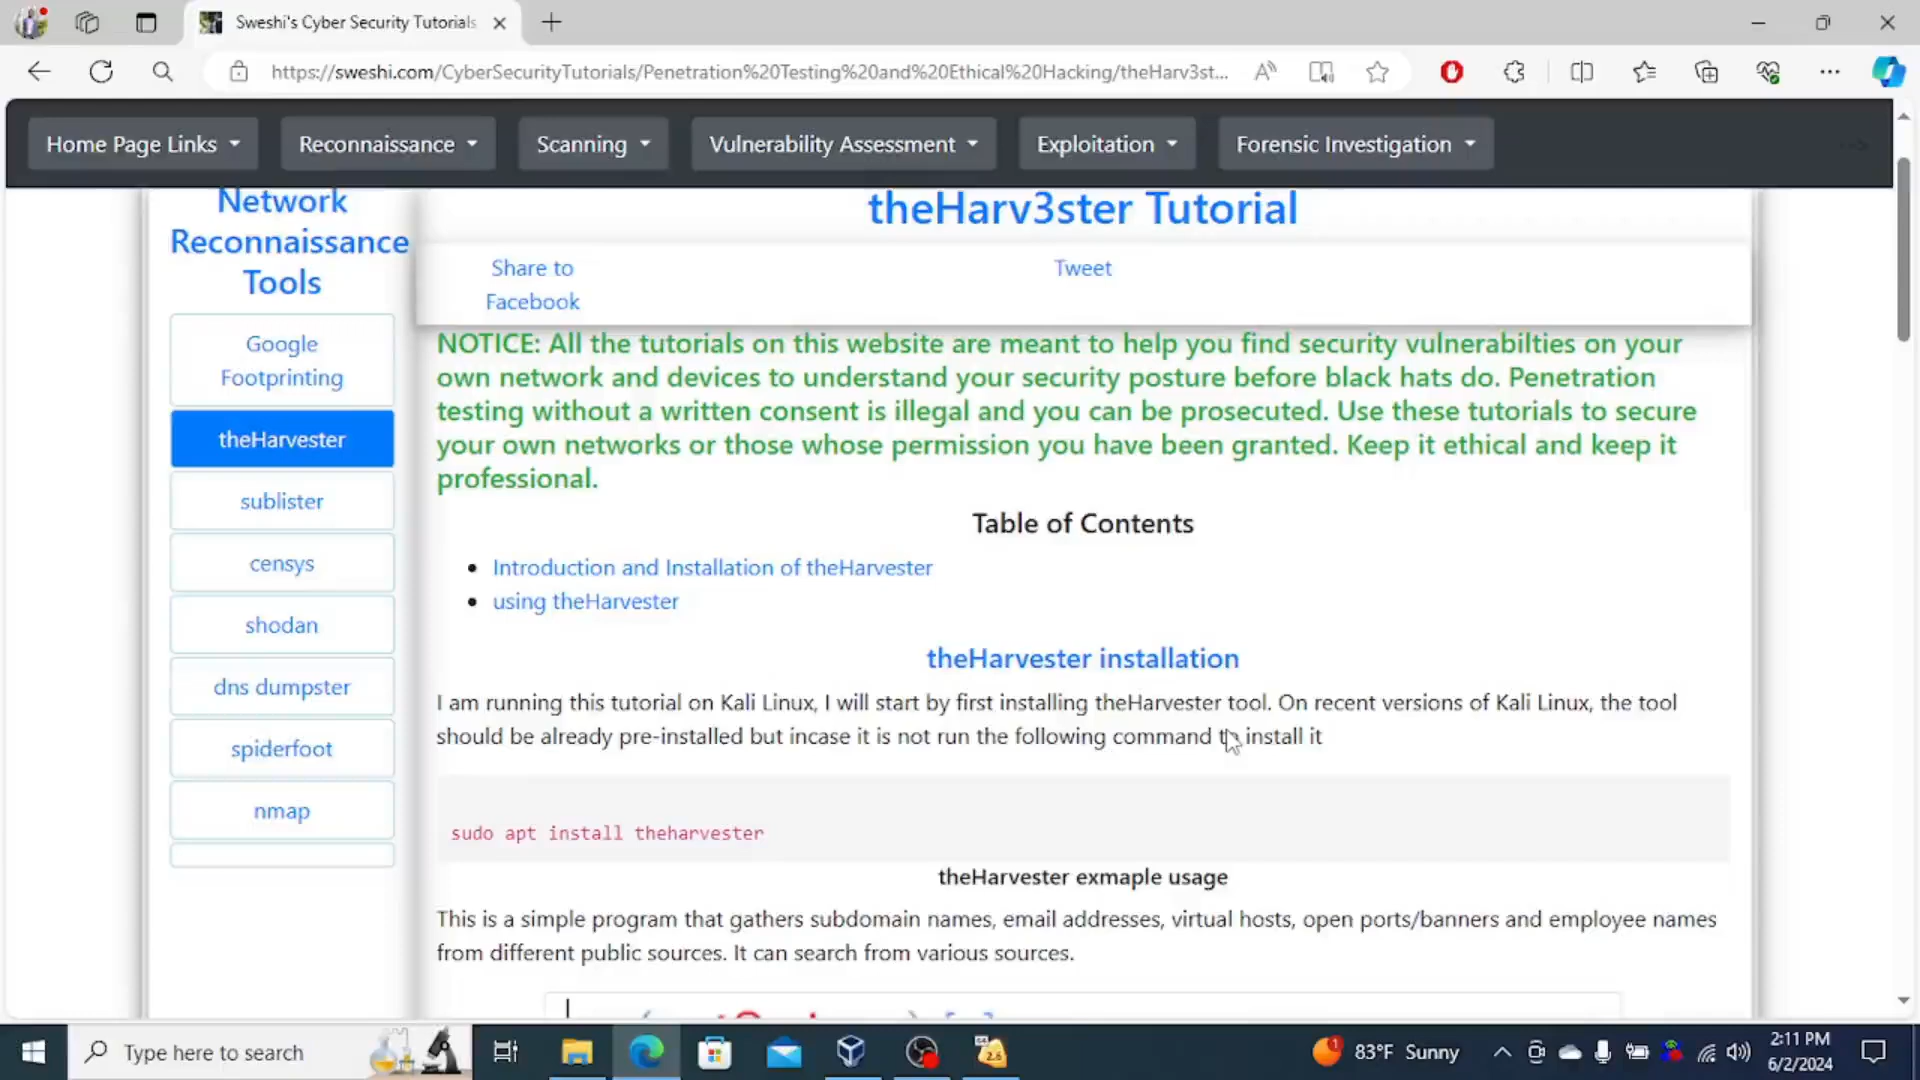 Sweshi's Cyber Security Tutorials
https://sweshi.com/CyberSecurityTutorials/Penetration%20Testing%20and%20Ethical%20Hacking/theHarv3st...
Home Page Links
Reconnaissance
Scanning
Vulnerability Assessment
Exploitation
Forensic Investigation
Network
Reconnaissance
Tools
Google
Footprinting
theHarvester
sublister
censys
shodan
dns dumpster
spiderfoot
nmap
theHarv3ster Tutorial
Share to
Facebook
Tweet
NOTICE: All the tutorials on this website are meant to help you find security vulnerabilties on your
own network and devices to understand your security posture before black hats do. Penetration
testing without a written consent is illegal and you can be prosecuted. Use these tutorials to secure
your own networks or those whose permission you have been granted. Keep it ethical and keep it
professional.
Table of Contents
Introduction and Installation of theHarvester
using theHarvester
theHarvester installation
I am running this tutorial on Kali Linux, I will start by first installing theHarvester tool. On recent versions of Kali Linux, the tool
should be already pre-installed but incase it is not run the following command to install it
sudo apt install theharvester
theHarvester exmaple usage
This is a simple program that gathers subdomain names, email addresses, virtual hosts, open ports/banners and employee names
from different public sources. It can search from various sources.
Type here to search
2.6
1
83°F Sunny
2:11 PM
6/2/2024